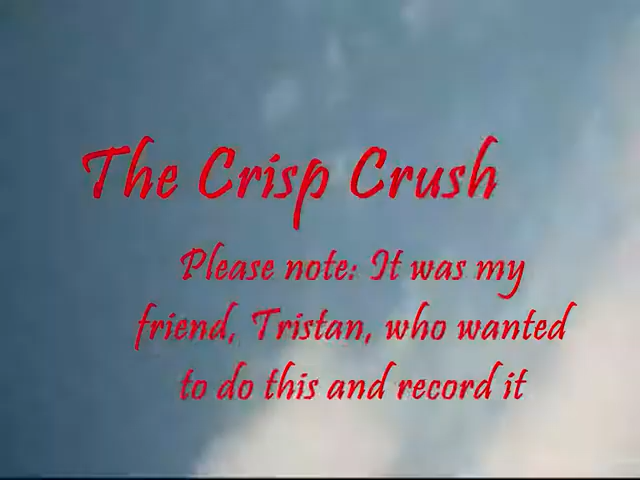 The Crisp Crush
Please note: It was my
friend, Tristan, who wanted
to do this and record it